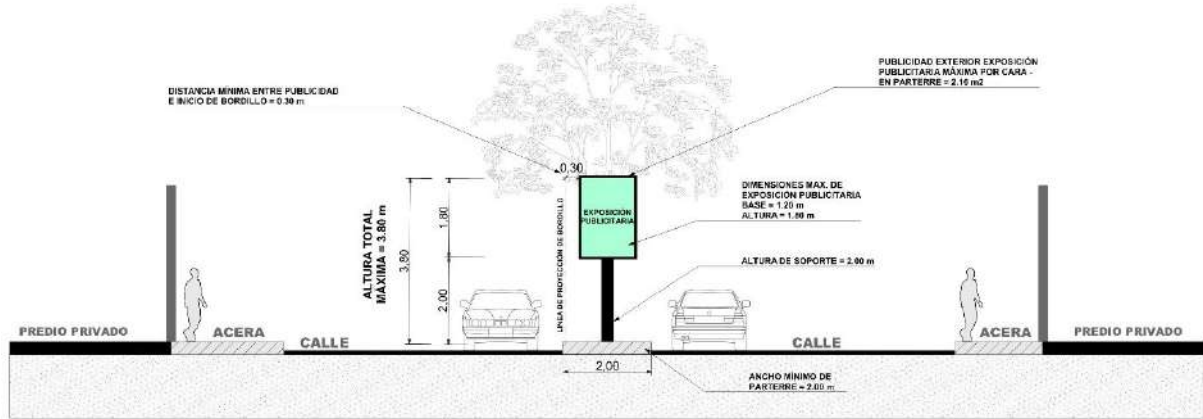 PUBLICIDAD EXTERIOR EXPOSICIÓN
PUBLICITARIA MÁXIMA POR CARA -
EN PARTERRE = 2.16 m2
DISTANCIA MÍNIMA ENTRE PUBLICIDAD
E INICIO DE BORDILLO = 0.30 m
0,30
DIMENSIONES MAX. DE
EXPOSICIÓN PUBLICITARIA
BASE = 1.20 m
ALTURA = 1.80 m
EXPOSICIÓN
PUBLICITARIA
ALTURA TOTAL
MÁXIMA = 3.80 m
3,80
1,80
2,00
LÍNEA DE PROYECCIÓN DE BORDILLO
ALTURA DE SOPORTE = 2.00 m
PREDIO PRIVADO
ACERA
CALLE
CALLE
ACERA
PREDIO PRIVADO
2,00
ANCHO MÍNIMO DE
PARTERRE = 2.00 m